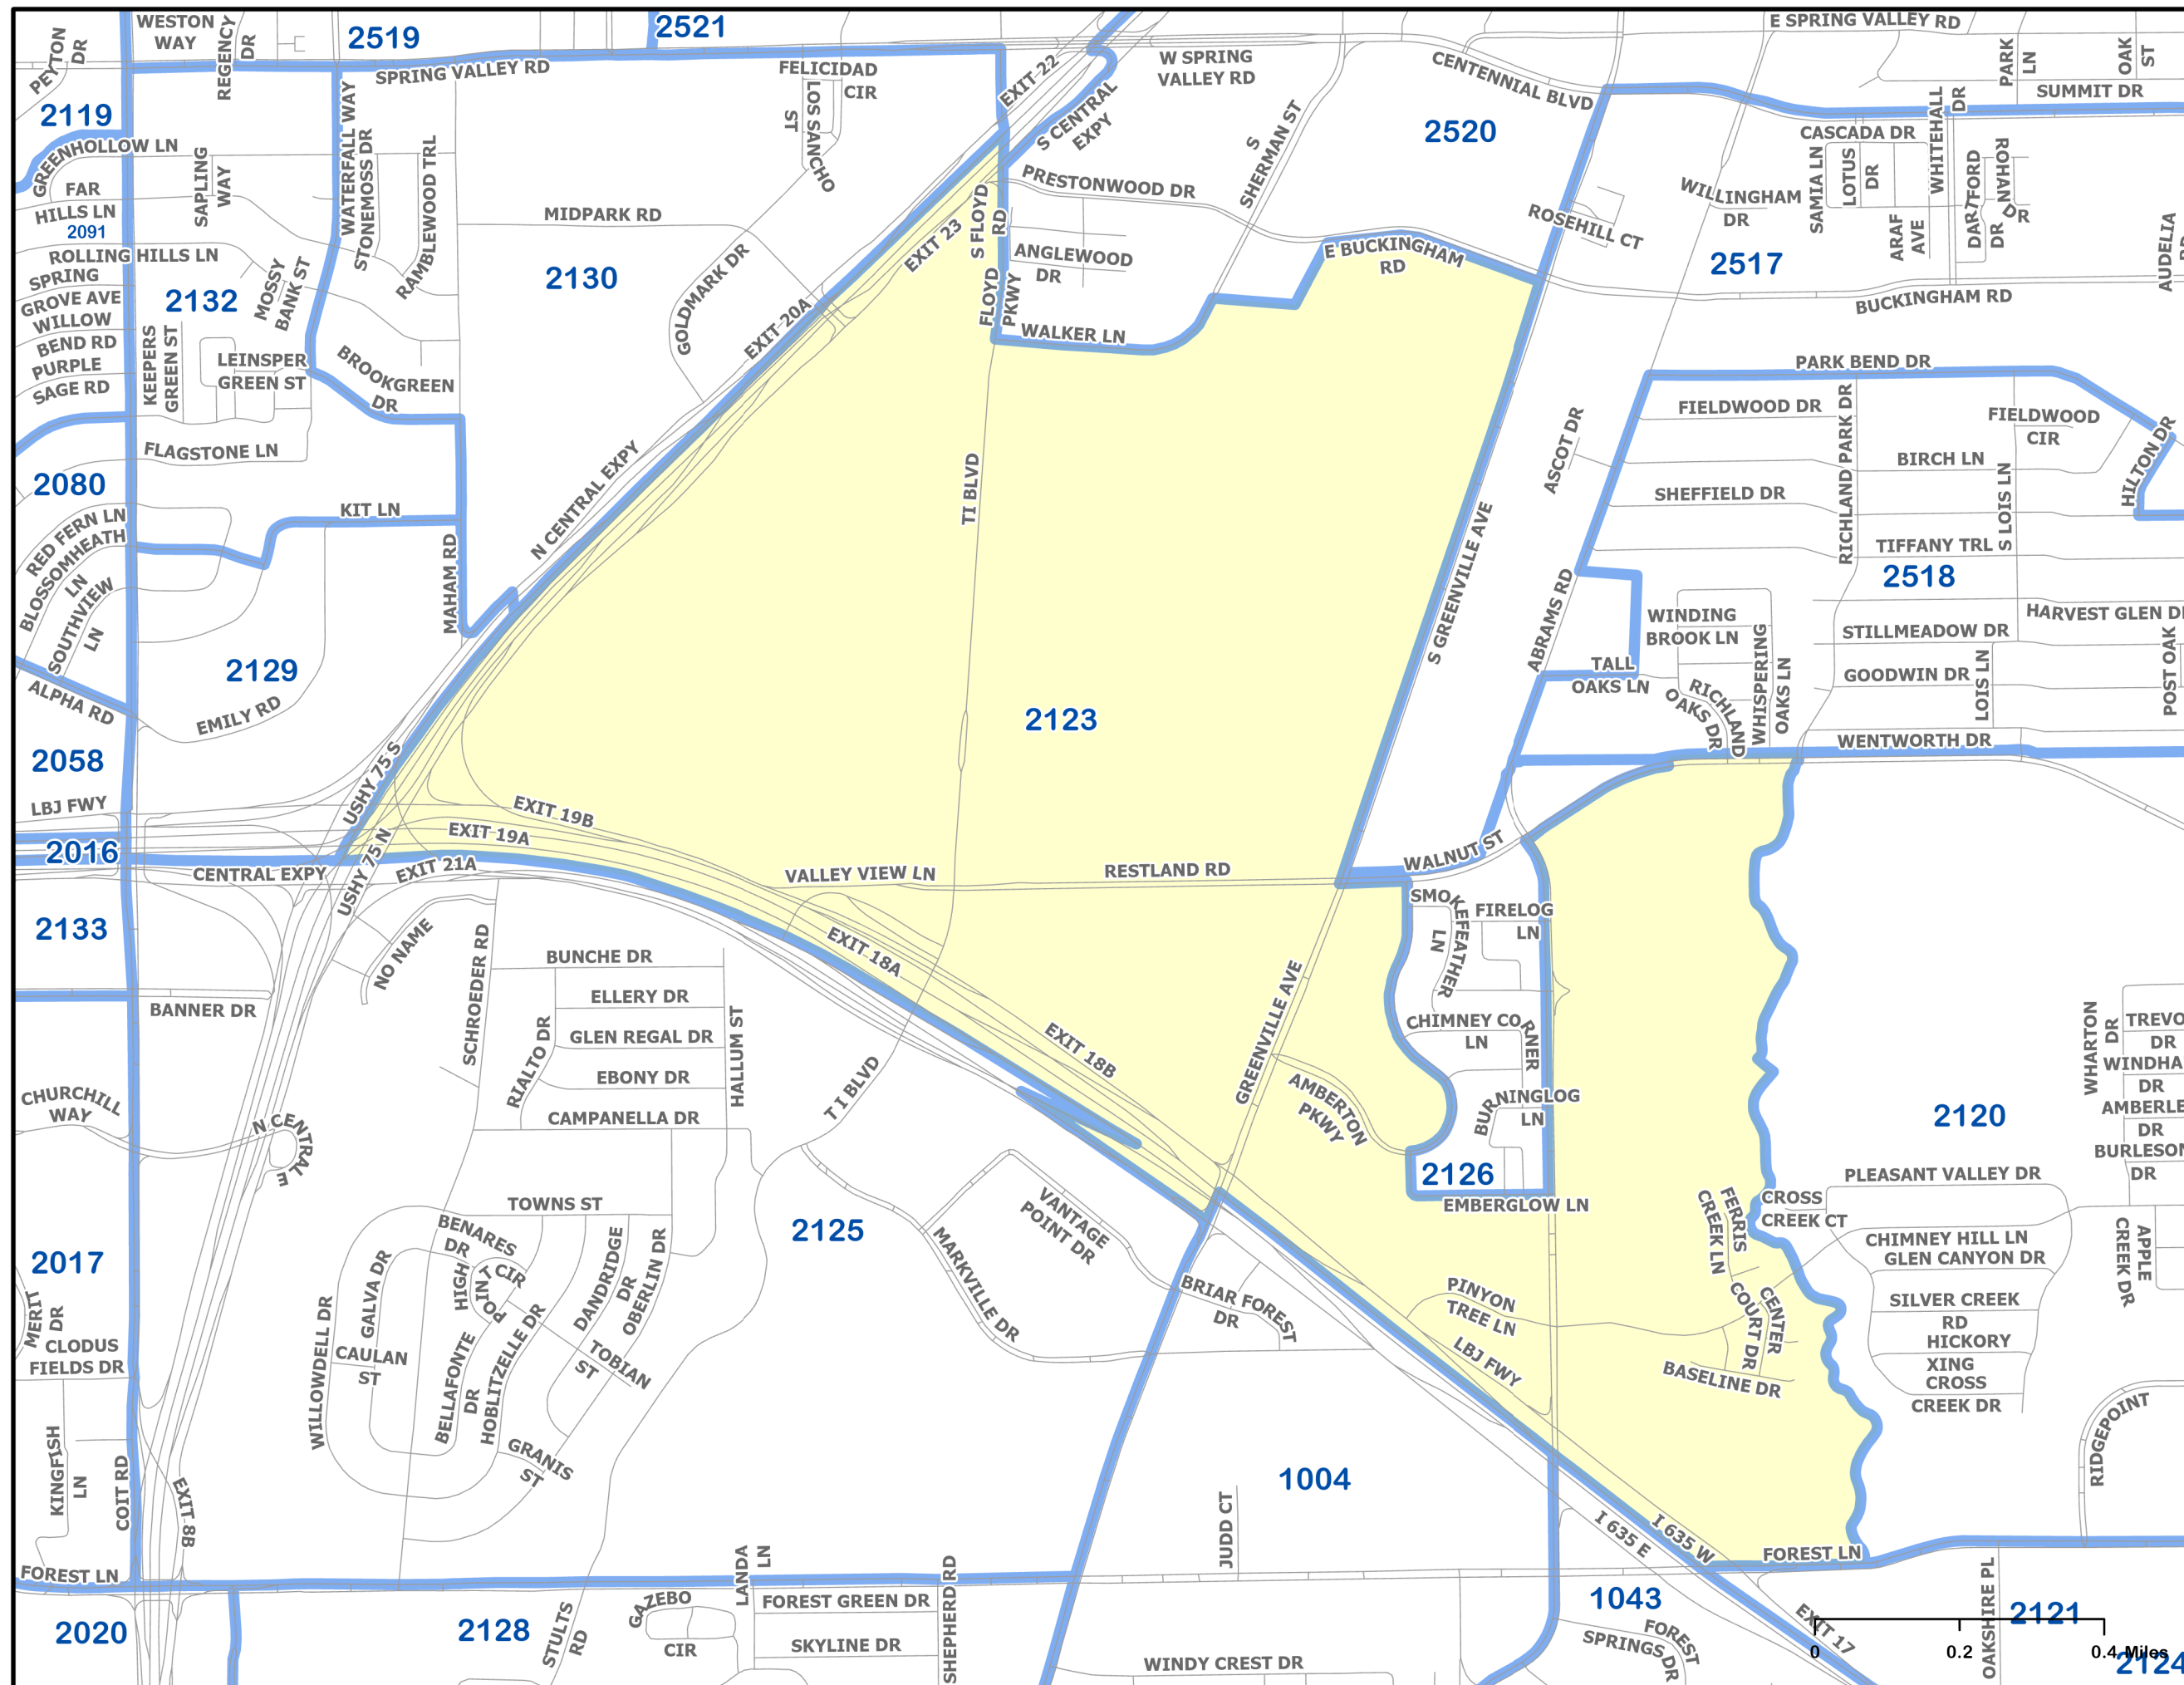 WESTON
WAY
REGENCY
DR
2519
2521
E SPRING VALLEY RD
PEYTON
DR
SPRING VALLEY RD
FELICIDAD
CIR
LOS SANCHO
ST
EXIT 22
S CENTRAL
EXPY
W SPRING
VALLEY RD
CENTENNIAL BLVD
PARK
LN
OAK
ST
SUMMIT DR
2119
GREENHOLLOW LN
FAR
HILLS LN
2091
ROLLING HILLS LN
SPRING
GROVE AVE
WILLOW
BEND RD
PURPLE
SAGE RD
SAPLING
WAY
WATERFALL WAY
STONEMOSS DR
RAMBLEWOOD TRL
MIDPARK RD
2130
2132
MOSSY
BANK ST
KEEPERS
GREEN ST
LEINSPER
GREEN ST
BROOKGREEN
DR
GOLDMARK DR
EXIT 20A
EXIT 23
S FLOYD
RD
FLOYD
PKWY
PRESTONWOOD DR
ANGLEWOOD
DR
WALKER LN
S
SHERMAN ST
2520
E BUCKINGHAM
RD
ROSEHILL CT
WILLINGHAM
DR
2517
CASCADA DR
SAMIA LN
LOTUS
DR
ARAF
AVE
WHITEHALL
DR
DARTFORD
DR
ROHAN
DR
AUDELIA
BUCKINGHAM RD
FLAGSTONE LN
2080
KIT LN
RED FERN LN
BLOSSOMHEATH
LN
SOUTHVIEW
LN
MAHAM RD
N CENTRAL EXPY
TI BLVD
2129
EMILY RD
ALPHA RD
2058
LBJ FWY
2016
CENTRAL EXPY
USHY 75 S
USHY 75 N
EXIT 19B
EXIT 19A
EXIT 21A
2123
S GREENVILLE AVE
ASCOT DR
ABRAMS RD
PARK BEND DR
FIELDWOOD DR
FIELDWOOD
CIR
RICHLAND PARK DR
BIRCH LN
SHEFFIELD DR
S LOIS LN
HILTON DR
TIFFANY TRL
2518
WINDING
BROOK LN
HARVEST GLEN D
STILLMEADOW DR
TALL
OAKS LN
GOODWIN DR
LOIS LN
POST OAK
RICHLAND
OAKS DR
WHISPERING
OAKS LN
WENTWORTH DR
VALLEY VIEW LN
RESTLAND RD
WALNUT ST
2133
NO NAME
SCHROEDER RD
BANNER DR
BUNCHE DR
ELLERY DR
GLEN REGAL DR
EBONY DR
RIALTO DR
HALLUM ST
CAMPANELLA DR
EXIT 18A
EXIT 18B
T I BLVD
GREENVILLE AVE
AMBERTON
PKWY
SMOKEFEATHER
LN
FIRELOG
LN
CHIMNEY CORNER
LN
BURNINGLOG
LN
2126
EMBERGLOW LN
2120
WHARTON
DR
TREVO
DR
WINDHA
DR
AMBERLE
DR
BURLESON
DR
PLEASANT VALLEY DR
CROSS
CREEK CT
FERRIS
CREEK LN
CHIMNEY HILL LN
GLEN CANYON DR
APPLE
CREEK DR
SILVER CREEK
RD
HICKORY
XING
CROSS
CREEK DR
CENTER
COURT DR
BASELINE DR
PINYON
TREE LN
LBJ FWY
RIDGEPOINT
CHURCHILL
WAY
N CENTRAL E
2017
MERIT
DR
CLODUS
FIELDS DR
KINGFISH
LN
COIT RD
EXIT 8B
TOWNS ST
BENARES
DR
HIGH
POINT
CIR
WILLOWDELL DR
GALVA DR
CAULAN
ST
BELLAFONTE
DR
HOBLITZELLE DR
DANDRIDGE
DR
OBERLIN DR
TOBIAN
ST
GRANIS
ST
2125
VANTAGE
POINT DR
MARKVILLE DR
BRIAR FOREST
DR
1004
JUDD CT
I 635 E
I 635 W
FOREST LN
FOREST LN
2020
2128
STULTS
RD
GAZEBO
CIR
LANDA
LN
FOREST GREEN DR
SKYLINE DR
SHEPHERD RD
WINDY CREST DR
1043
FOREST
SPRINGS DR
EXIT 17
OAKSHIRE PL
2121
2124
0
0.2
0.4 Miles